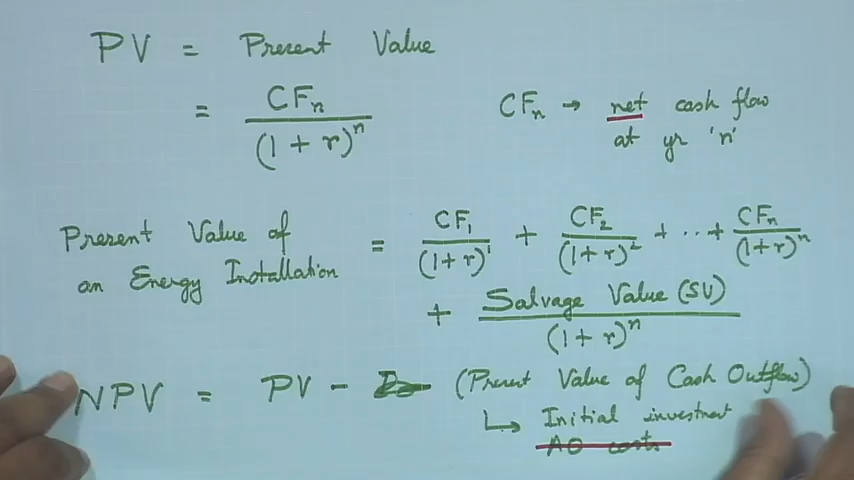 PV = Present Value
= CFn / (1 + r)^n
CFn → net cash flow
at yr 'n'
Present Value of
an Energy Installation
= CF1 / (1+r)^1 + CF2 / (1+r)^2 + ... + CFn / (1+r)^n
+ Salvage Value (SV) / (1+r)^n
NPV = PV - (Present Value of Cash Outflow)
↳ Initial investment
AO costs